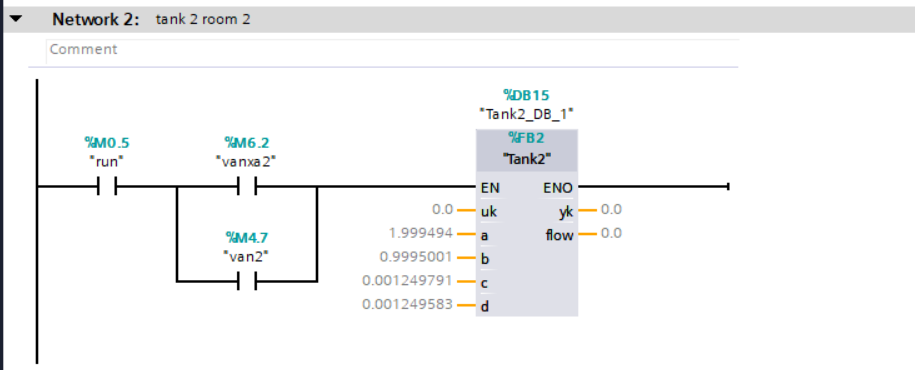 Network 2: tank 2 room 2
Comment
%DB15
"Tank2_DB_1"
%M0.5
"run"
%M6.2
"vanxa2"
%FB2
"Tank2"
EN ENO
0.0 uk yk 0.0
%M4.7
"van2"
1.999494 a flow 0.0
0.9995001 b
0.001249791 c
0.001249583 d